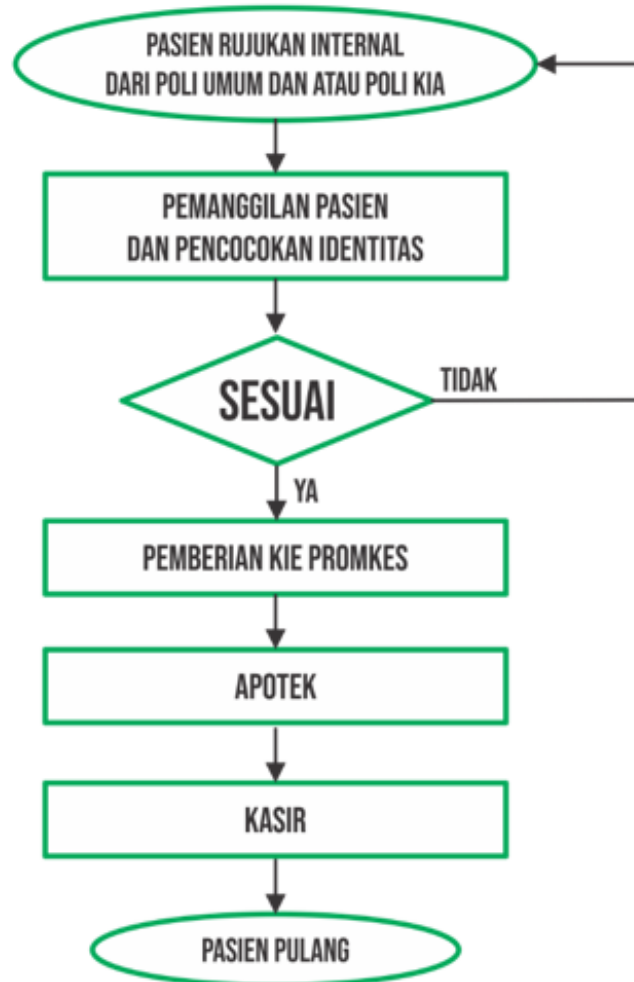 PASIEN RUJUKAN INTERNAL
DARI POLI UMUM DAN ATAU POLI KIA
PEMANGGILAN PASIEN
DAN PENCOCOKAN IDENTITAS
SESUAI
TIDAK
YA
PEMBERIAN KIE PROMKES
APOTEK
KASIR
PASIEN PULANG